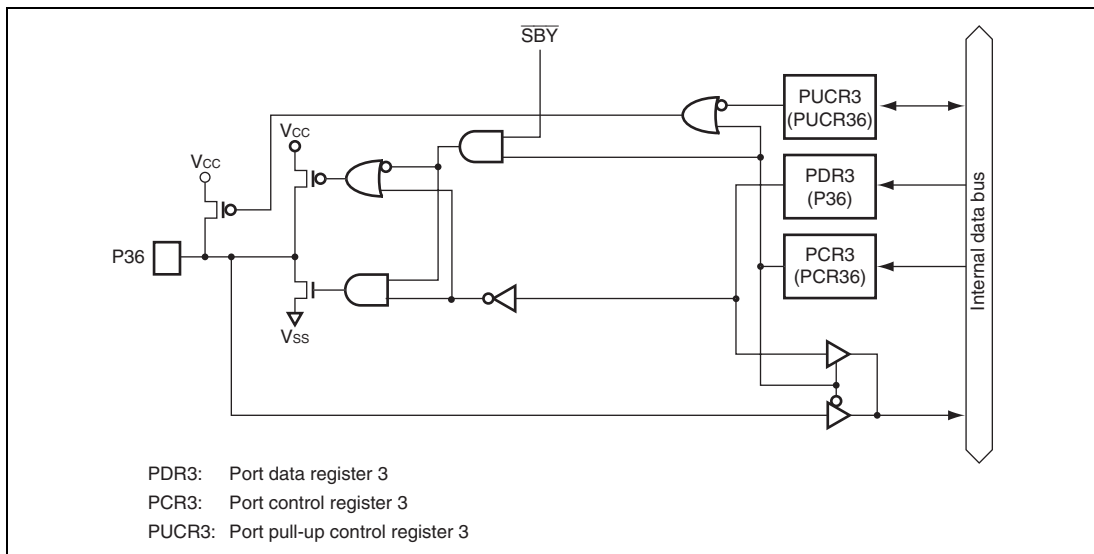 SBY
PUCR3
(PUCR36)
VCC
VCC
PDR3
(P36)
P36
PCR3
(PCR36)
VSS
Internal data bus
PDR3: Port data register 3
PCR3: Port control register 3
PUCR3: Port pull-up control register 3